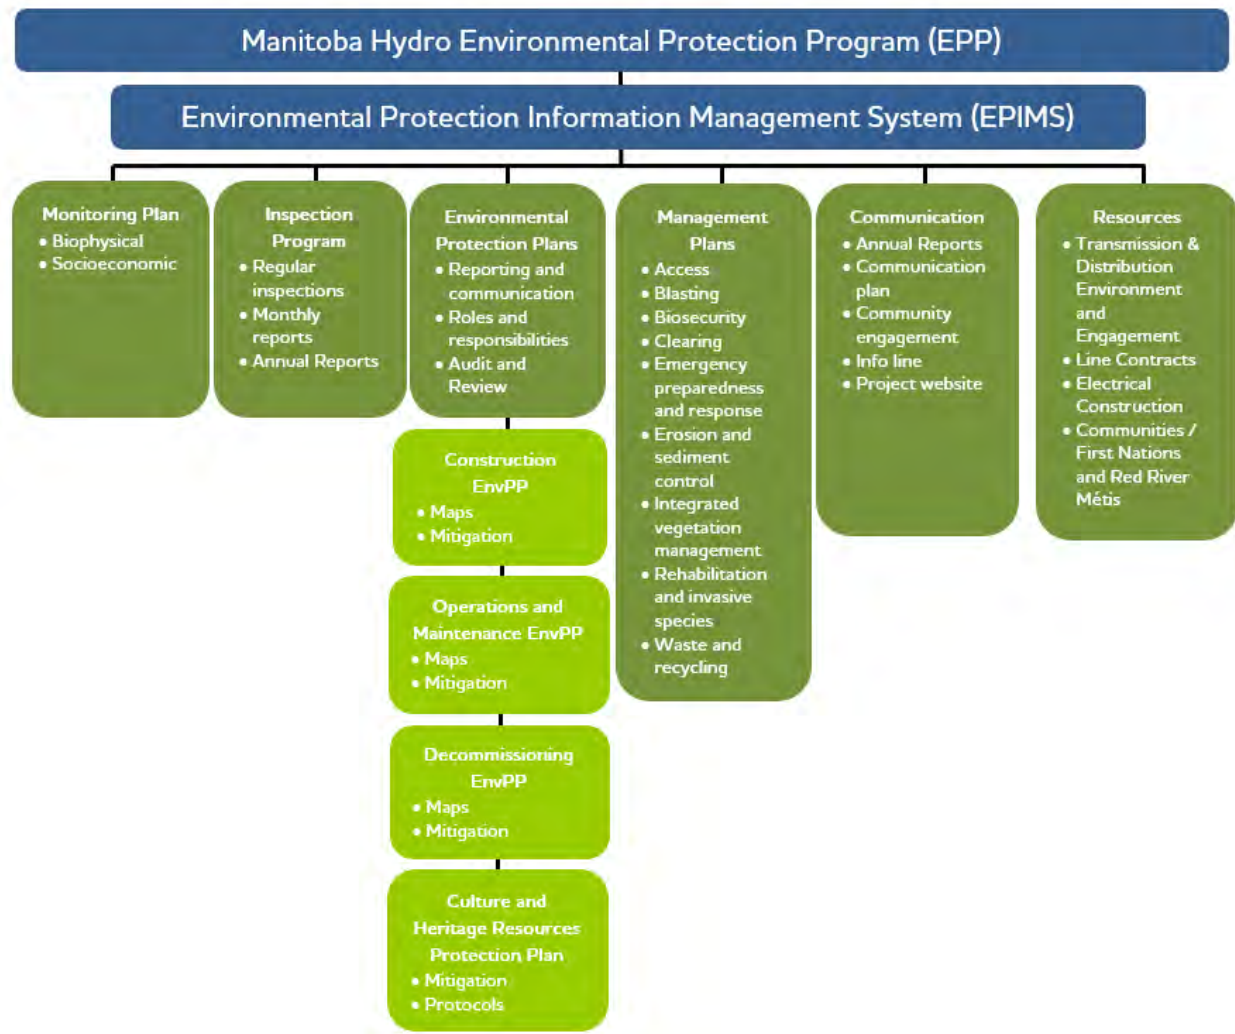 Manitoba Hydro Environmental Protection Program (EPP)
Environmental Protection Information Management System (EPIMS)
Monitoring Plan
• Biophysical
• Socioeconomic
Inspection
Program
• Regular
inspections
• Monthly
reports
• Annual Reports
Environmental
Protection Plans
• Reporting and
communication
• Roles and
responsibilities
• Audit and
Review
Construction
EnvPP
• Maps
• Mitigation
Operations and
Maintenance EnvPP
• Maps
• Mitigation
Decommissioning
EnvPP
• Maps
• Mitigation
Culture and
Heritage Resources
Protection Plan
• Mitigation
• Protocols
Management
Plans
• Access
• Blasting
• Biosecurity
• Clearing
• Emergency
preparedness
and response
• Erosion and
sediment
control
• Integrated
vegetation
management
• Rehabilitation
and invasive
species
• Waste and
recycling
Communication
• Annual Reports
• Communication
plan
• Community
engagement
• Info line
• Project website
Resources
• Transmission &
Distribution
Environment
and
Engagement
• Line Contracts
• Electrical
Construction
• Communities /
First Nations
and Red River
Métis